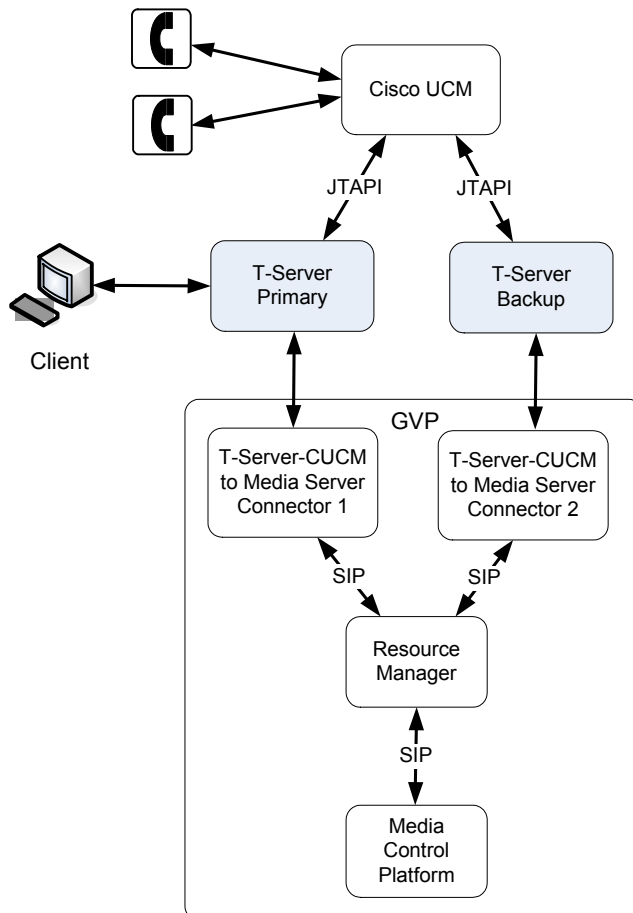 Cisco UCM
JTAPI
JTAPI
T-Server
Primary
T-Server
Backup
Client
GVP
T-Server-CUCM
to Media Server
Connector 1
T-Server-CUCM
to Media Server
Connector 2
SIP
SIP
Resource
Manager
SIP
Media
Control
Platform